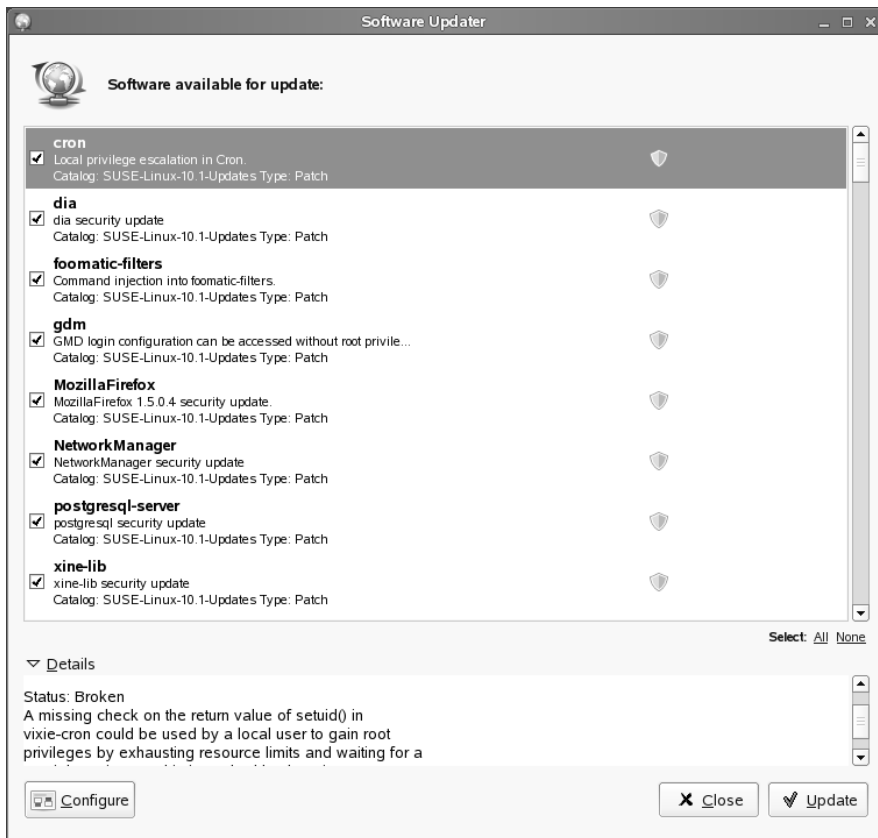 Software Updater
Software available for update:
cron
Local privilege escalation in Cron.
Catalog: SUSE-Linux-10.1-Updates Type: Patch
dia
dia security update
Catalog: SUSE-Linux-10.1-Updates Type: Patch
foomatic-filters
Command injection into foomatic-filters.
Catalog: SUSE-Linux-10.1-Updates Type: Patch
gdm
GMD login configuration can be accessed without root privile...
Catalog: SUSE-Linux-10.1-Updates Type: Patch
MozillaFirefox
MozillaFirefox 1.5.0.4 security update.
Catalog: SUSE-Linux-10.1-Updates Type: Patch
NetworkManager
NetworkManager security update
Catalog: SUSE-Linux-10.1-Updates Type: Patch
postgresql-server
postgresql security update
Catalog: SUSE-Linux-10.1-Updates Type: Patch
xine-lib
xine-lib security update
Catalog: SUSE-Linux-10.1-Updates Type: Patch
Select: All None
Details
Status: Broken
A missing check on the return value of setuid() in
vixie-cron could be used by a local user to gain root
privileges by exhausting resource limits and waiting for a
Configure
Close
Update